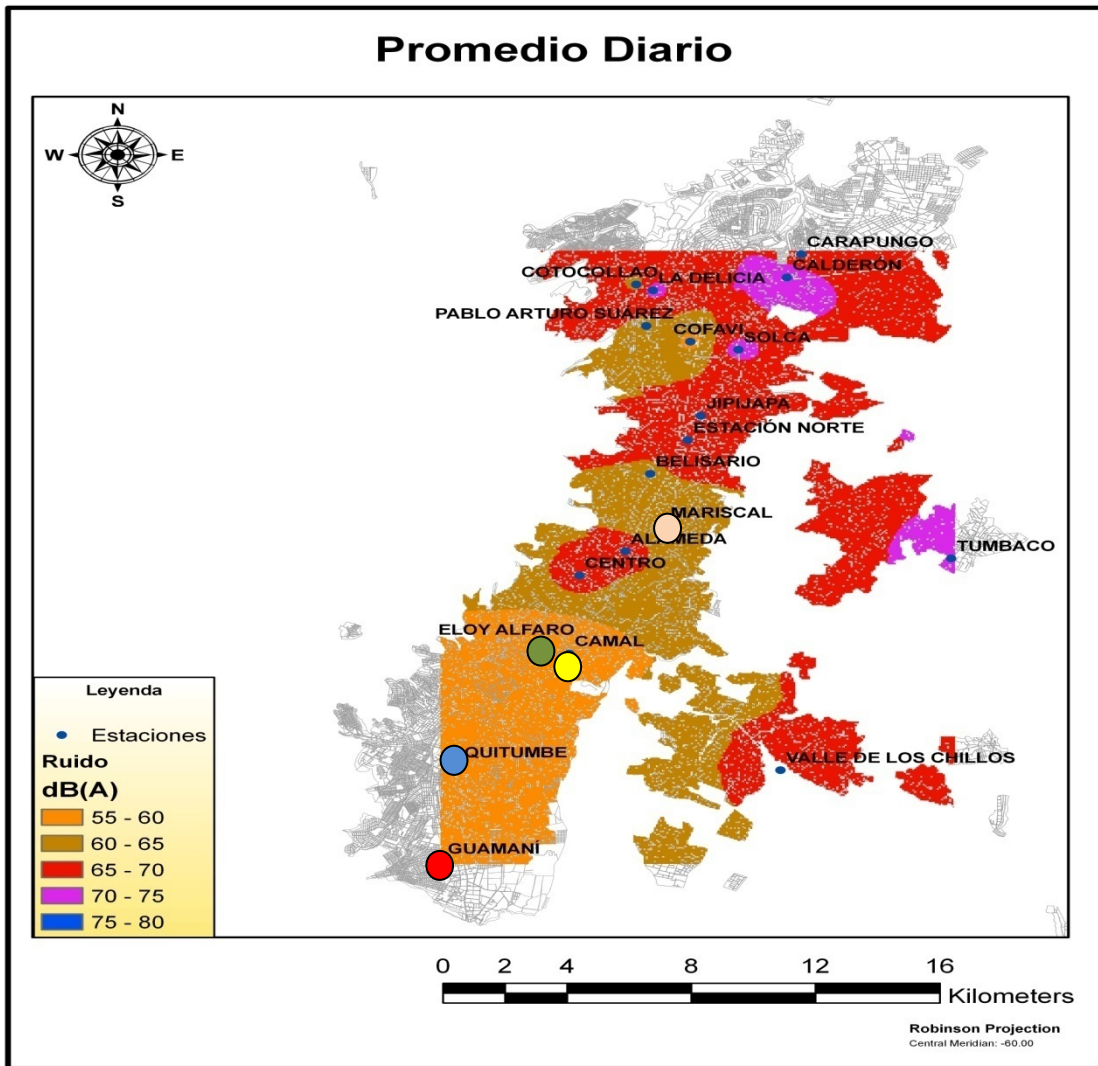 Promedio Diario
N
W
E
S
CARAPUNGO
CALDERÓN
COTOCOLLAO
LA DELICIA
PABLO ARTURO SUÁREZ
COFAVI
SOLCA
JIPIJAPA
ESTACIÓN NORTE
BELISARIO
MARISCAL
ALAMEDA
TUMBACO
CENTRO
ELOY ALFARO
CAMAL
QUITUMBE
VALLE DE LOS CHILLOS
GUAMANÍ
Leyenda
Estaciones
Ruido
dB(A)
55 - 60
60 - 65
65 - 70
70 - 75
75 - 80
0 2 4 8 12 16
Kilometers
Robinson Projection
Central Meridian: -60.00